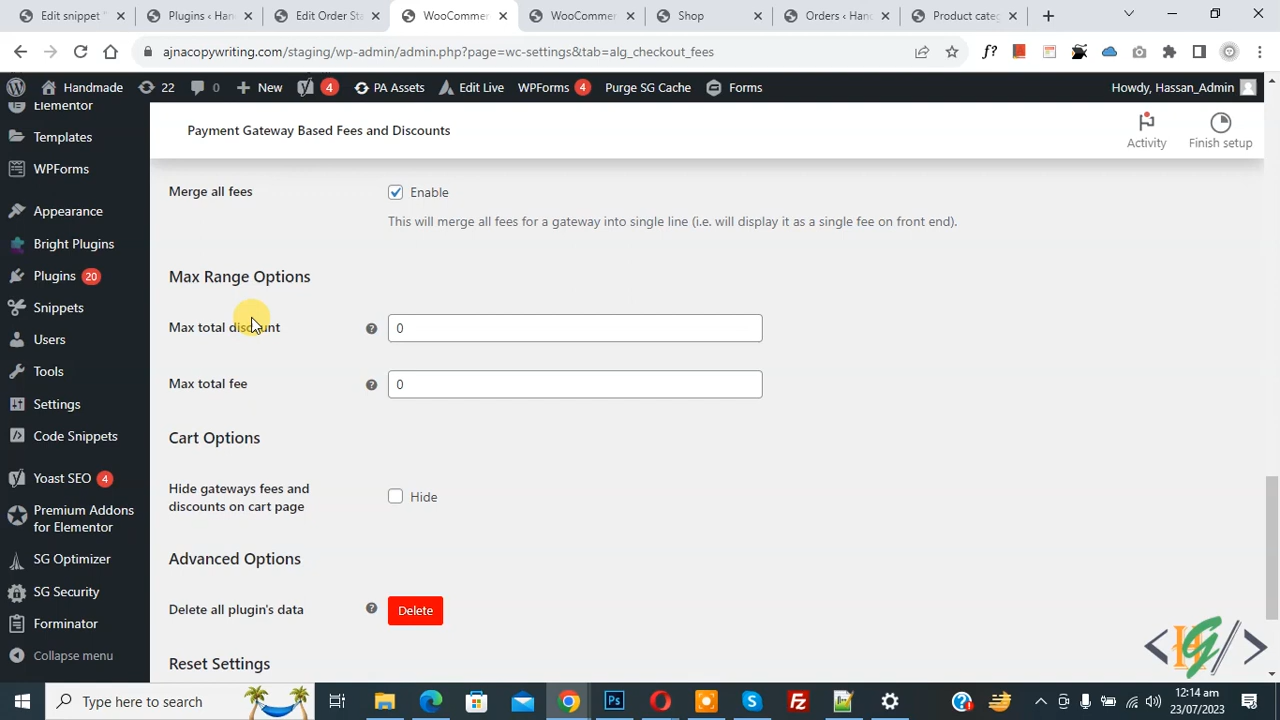 Edit snippet
Plugins ‹ Han
Edit Order Sta
WooCommer
WooCommer
Shop
Orders ‹ Hand
Product categ
ajnacopywriting.com/staging/wp-admin/admin.php?page=wc-settings&tab=alg_checkout_fees
f?
Handmade
22
0
New
4
PA Assets
Edit Live
WPForms 4
Purge SG Cache
Forms
Howdy, Hassan_Admin
Elementor
Templates
WPForms
Appearance
Bright Plugins
Plugins 20
Snippets
Users
Tools
Settings
Code Snippets
Yoast SEO 4
Premium Addons
for Elementor
SG Optimizer
SG Security
Forminator
Collapse menu
Payment Gateway Based Fees and Discounts
Activity
Finish setup
Merge all fees
Enable
This will merge all fees for a gateway into single line (i.e. will display it as a single fee on front end).
Max Range Options
Max total discount
? 0
Max total fee
? 0
Cart Options
Hide gateways fees and
discounts on cart page
Hide
Advanced Options
Delete all plugin's data
? Delete
Reset Settings
HG
Type here to search
Ps
12:14 am
23/07/2023